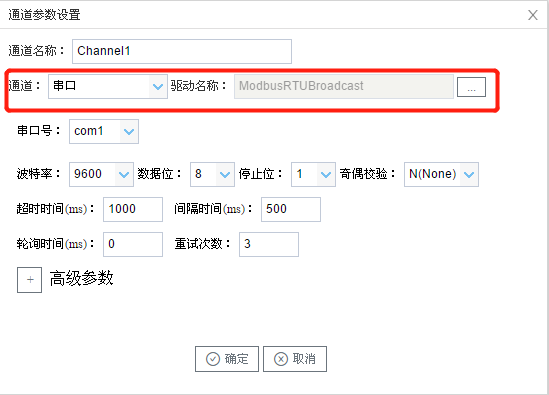 通道参数设置
通道名称： Channel1
通道： 串口 驱动名称： ModbusRTUBroadcast ...
串口号： com1
波特率： 9600 数据位： 8 停止位： 1 奇偶校验： N(None)
超时时间(ms)： 1000 间隔时间(ms)： 500
轮询时间(ms)： 0 重试次数： 3
+ 高级参数
确定 取消